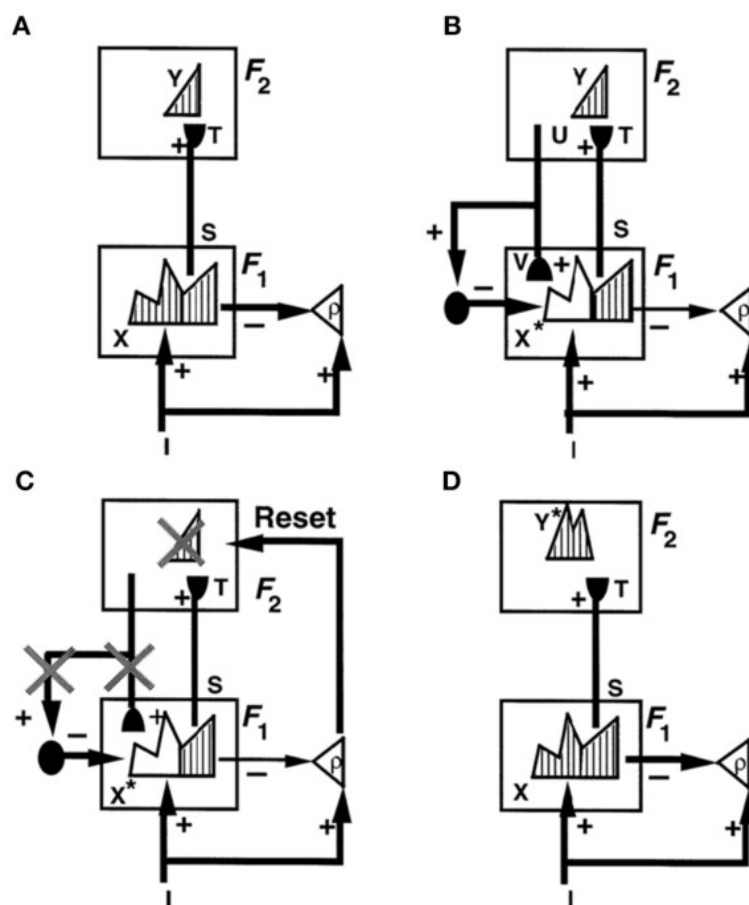 A
Y
F2
+ T
S
F1
X
−
ρ
+
+
I
B
Y
F2
U
+ T
+
S
V +
F1
−
X*
−
ρ
+
+
I
C
Reset
+ T
F2
S
+
+
F1
−
X*
−
ρ
+
+
I
D
Y*
F2
+ T
S
F1
X
−
ρ
+
+
I